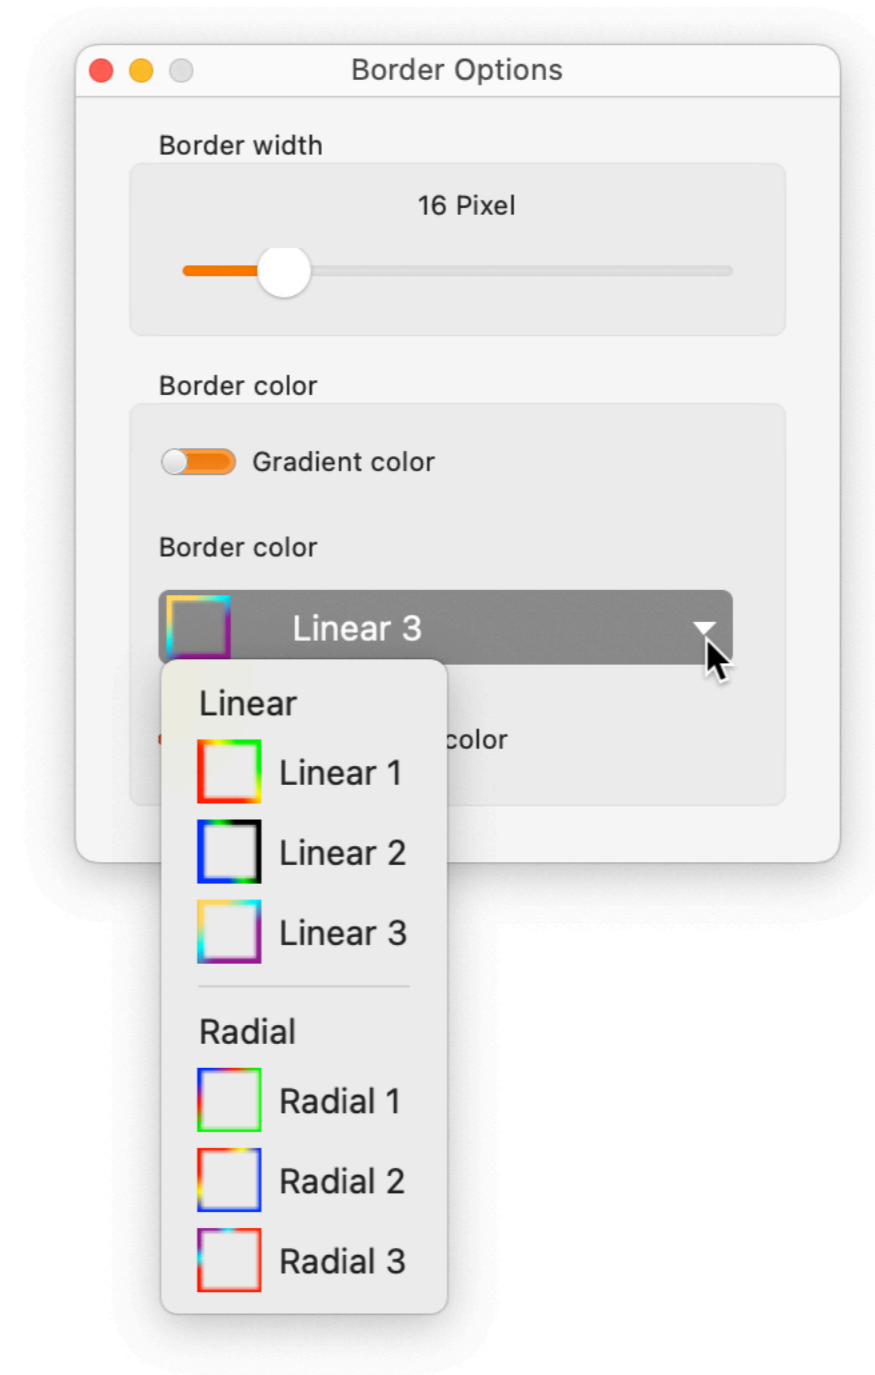 Border Options
Border width
16 Pixel
Border color
Gradient color
Border color
Linear 3
color
Linear
Linear 1
Linear 2
Linear 3
Radial
Radial 1
Radial 2
Radial 3